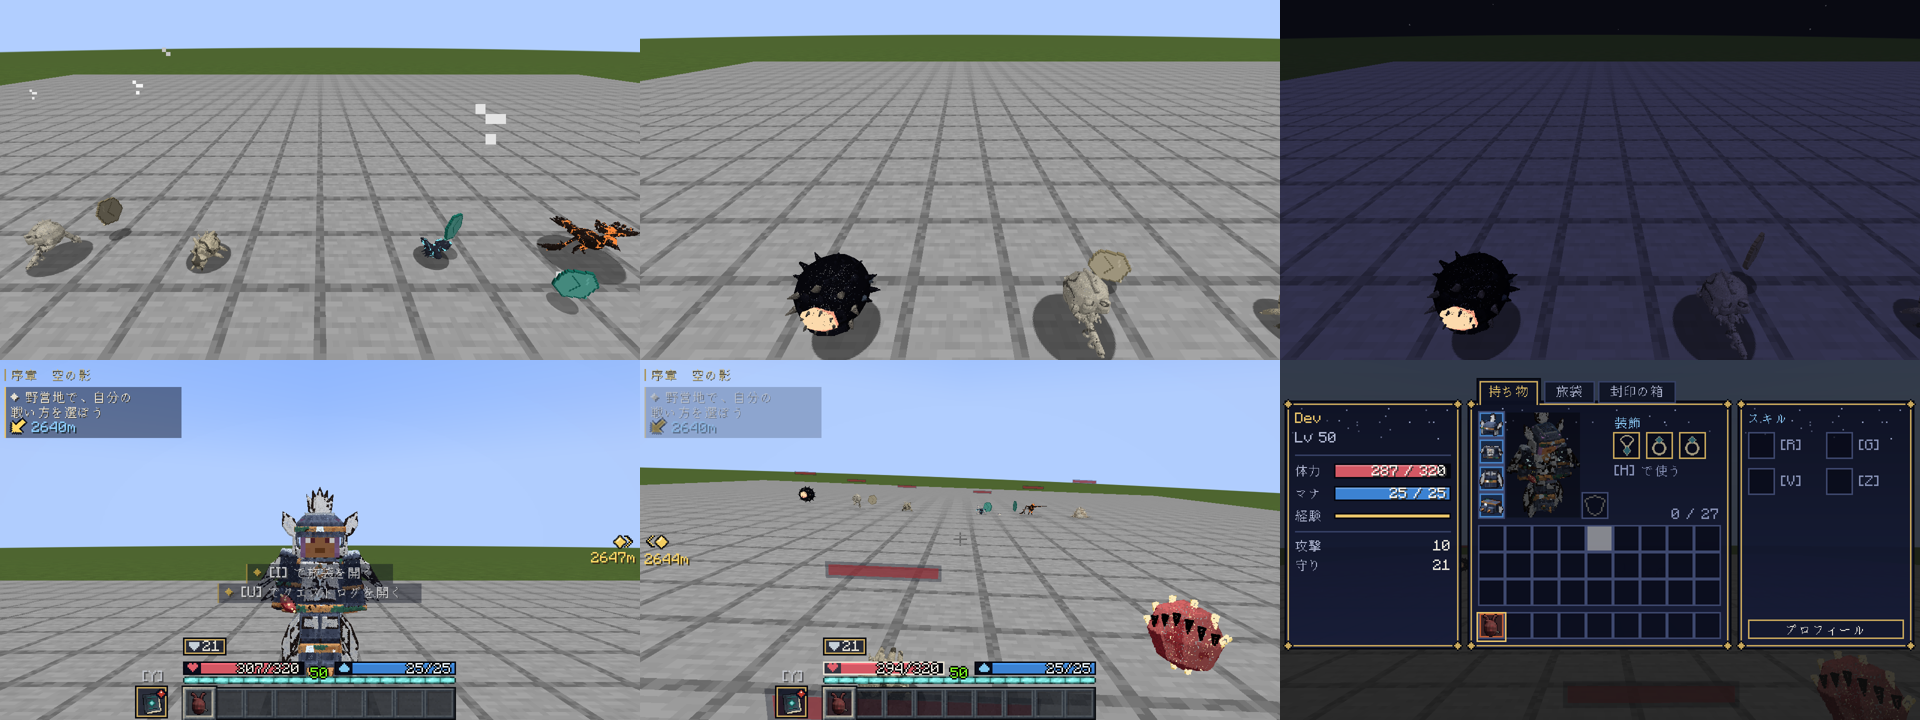 序章 空の影
野営地で、自分の
戦い方を選ぼう
2640m
2647m
[I] で旅袋を開く
[U] でクエストログを開く
21
307/320
50
25/25
[Y]
序章 空の影
野営地で、自分の
戦い方を選ぼう
2640m
2644m
21
294/320
50
25/25
[Y]
持ち物
旅袋
封印の箱
Dev
Lv 50
体力
287 / 320
マナ
25 / 25
経験
攻撃
10
守り
21
装飾
[H] で使う
0 / 27
スキル
[R]
[G]
[V]
[Z]
プロフィール